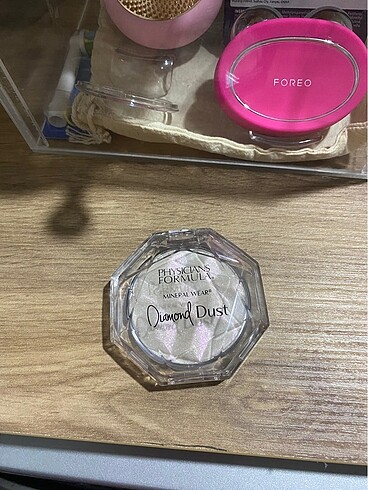 FOREO
PHYSICIANS
FORMULA
MINERAL WEAR®
Diamond Dust